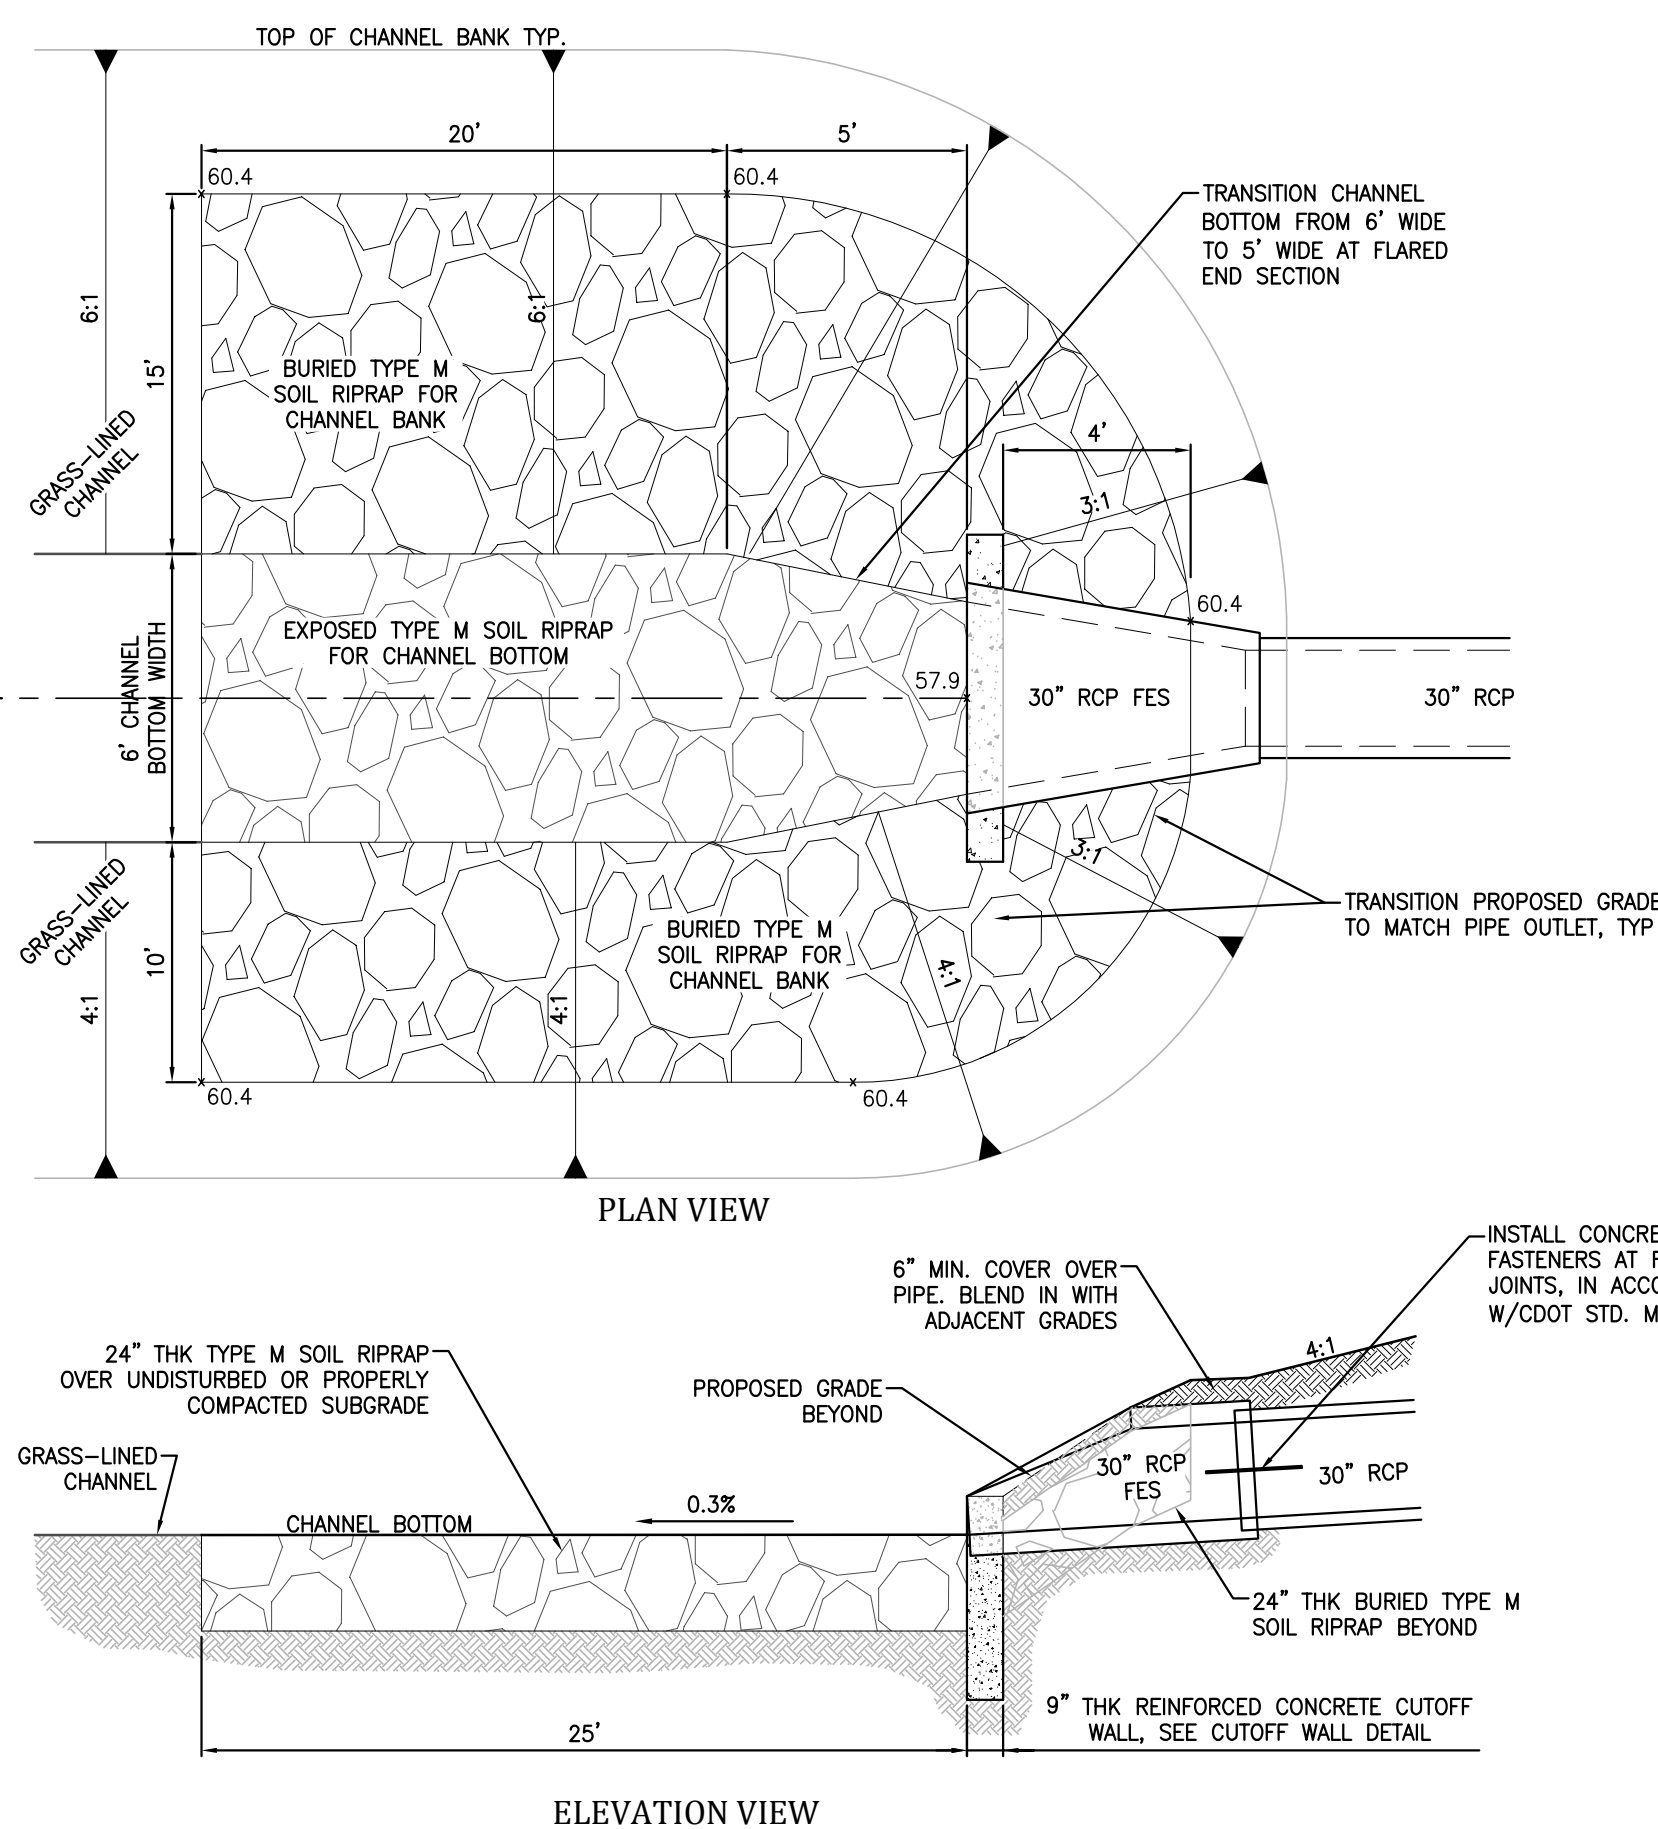 TOP OF CHANNEL BANK TYP.
20'
5'
60.4
60.4
TRANSITION CHANNEL
BOTTOM FROM 6' WIDE
TO 5' WIDE AT FLARED
END SECTION
6:1
6:1
15'
BURIED TYPE M
SOIL RIPRAP FOR
CHANNEL BANK
GRASS-LINED
CHANNEL
4'
3:1
60.4
EXPOSED TYPE M SOIL RIPRAP
FOR CHANNEL BOTTOM
6' CHANNEL
BOTTOM WIDTH
57.9
30" RCP FES
30" RCP
3:1
GRASS-LINED
CHANNEL
TRANSITION PROPOSED GRADE
TO MATCH PIPE OUTLET, TYP
BURIED TYPE M
SOIL RIPRAP FOR
CHANNEL BANK
10'
4:1
4:1
4:1
60.4
60.4
PLAN VIEW
INSTALL
FASTENERS AT
JOINTS, IN
W/CDOT STD.
6" MIN. COVER OVER
PIPE. BLEND IN WITH
ADJACENT GRADES
4:1
24" THK TYPE M SOIL RIPRAP
OVER UNDISTURBED OR PROPERLY
COMPACTED SUBGRADE
PROPOSED GRADE
BEYOND
GRASS-LINED
CHANNEL
30" RCP
FES
30" RCP
0.3%
CHANNEL BOTTOM
24" THK BURIED TYPE M
SOIL RIPRAP BEYOND
9" THK REINFORCED CONCRETE CUTOFF
WALL, SEE CUTOFF WALL DETAIL
25'
ELEVATION VIEW